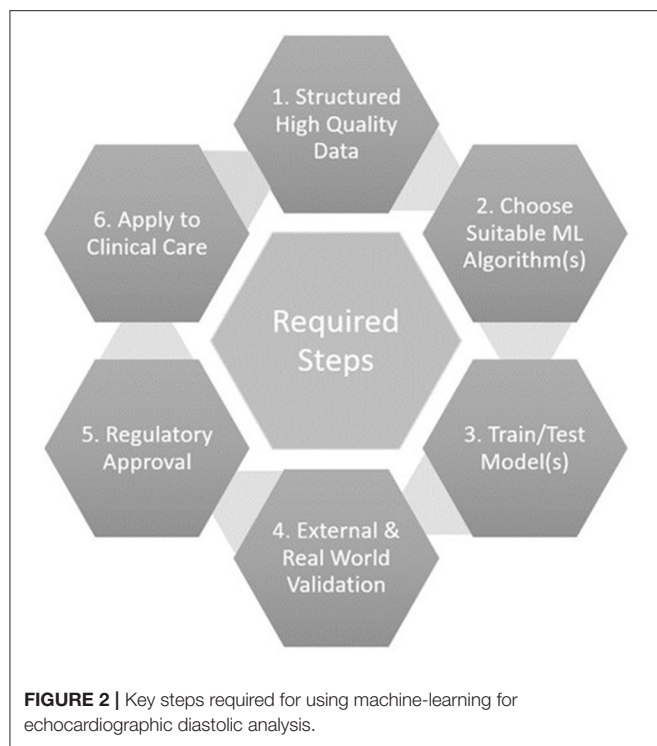 1. Structured
High Quality
Data
2. Choose
Suitable ML
Algorithm(s)
3. Train/Test
Model(s)
4. External &
Real World
Validation
5. Regulatory
Approval
6. Apply to
Clinical Care
Required
Steps
FIGURE 2 | Key steps required for using machine-learning for
echocardiographic diastolic analysis.